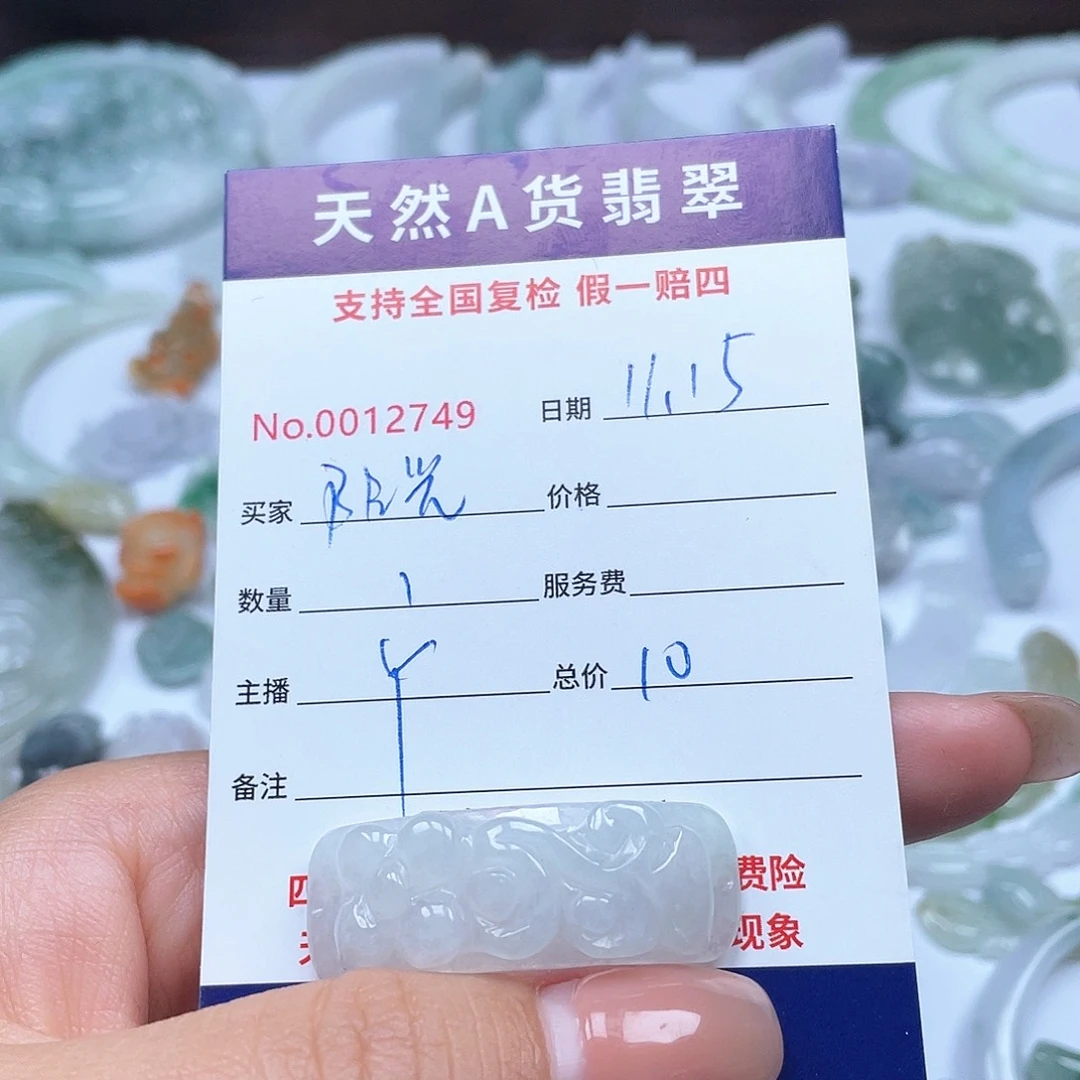 天然A货翡翠
支持全国复检 假一赔四
No.0012749 日期 11.15
买家 阳光 价格
数量 1 服务费
主播 Y 总价 10
备注
费险
现象